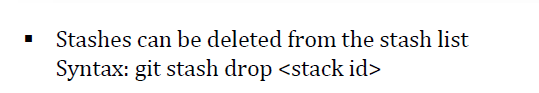 ▪ Stashes can be deleted from the stash list
Syntax: git stash drop <stack id>